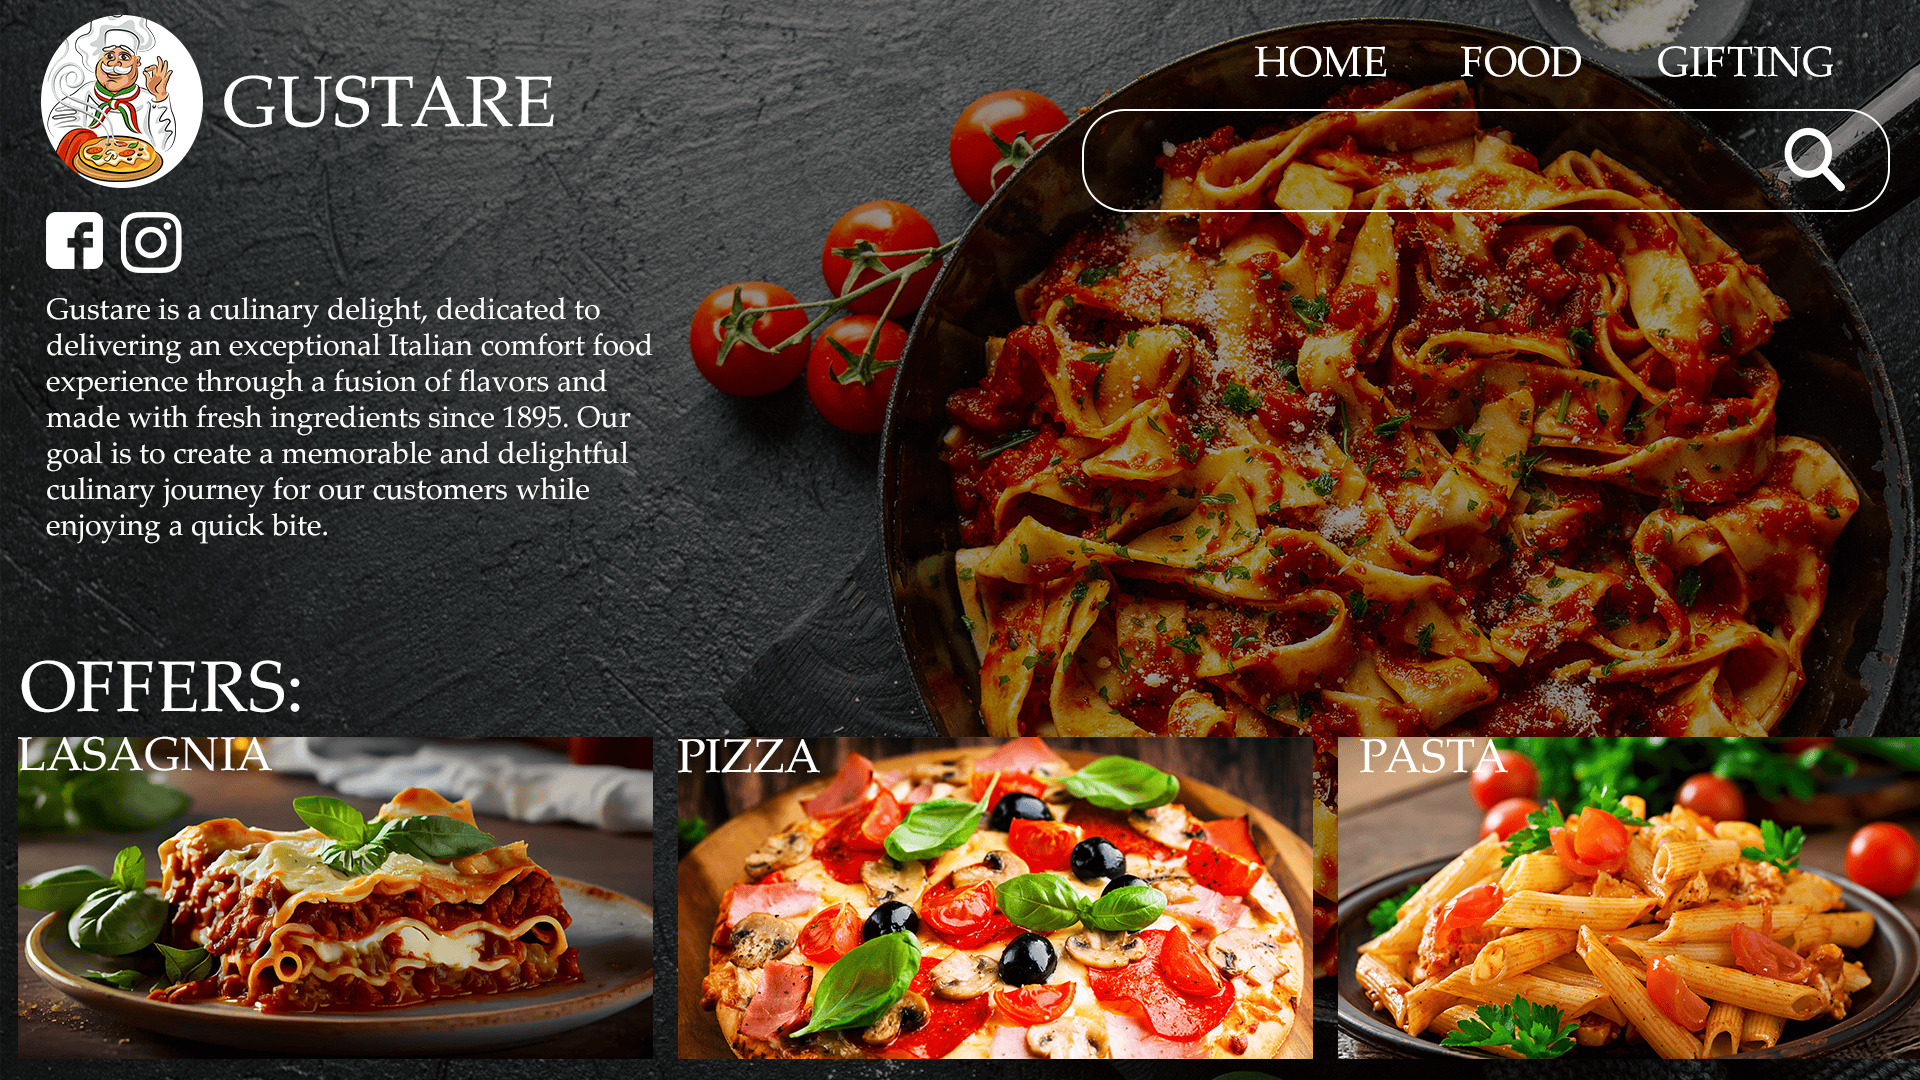 GUSTARE
HOME FOOD GIFTING
Gustare is a culinary delight, dedicated to
delivering an exceptional Italian comfort food
experience through a fusion of flavors and
made with fresh ingredients since 1895. Our
goal is to create a memorable and delightful
culinary journey for our customers while
enjoying a quick bite.
OFFERS:
LASAGNIA
PIZZA
PASTA